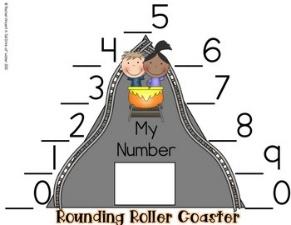 _5
_4 _6
_3 _7
_2 My _8
_1 Number _9
_0 _0
Rounding Roller Coaster